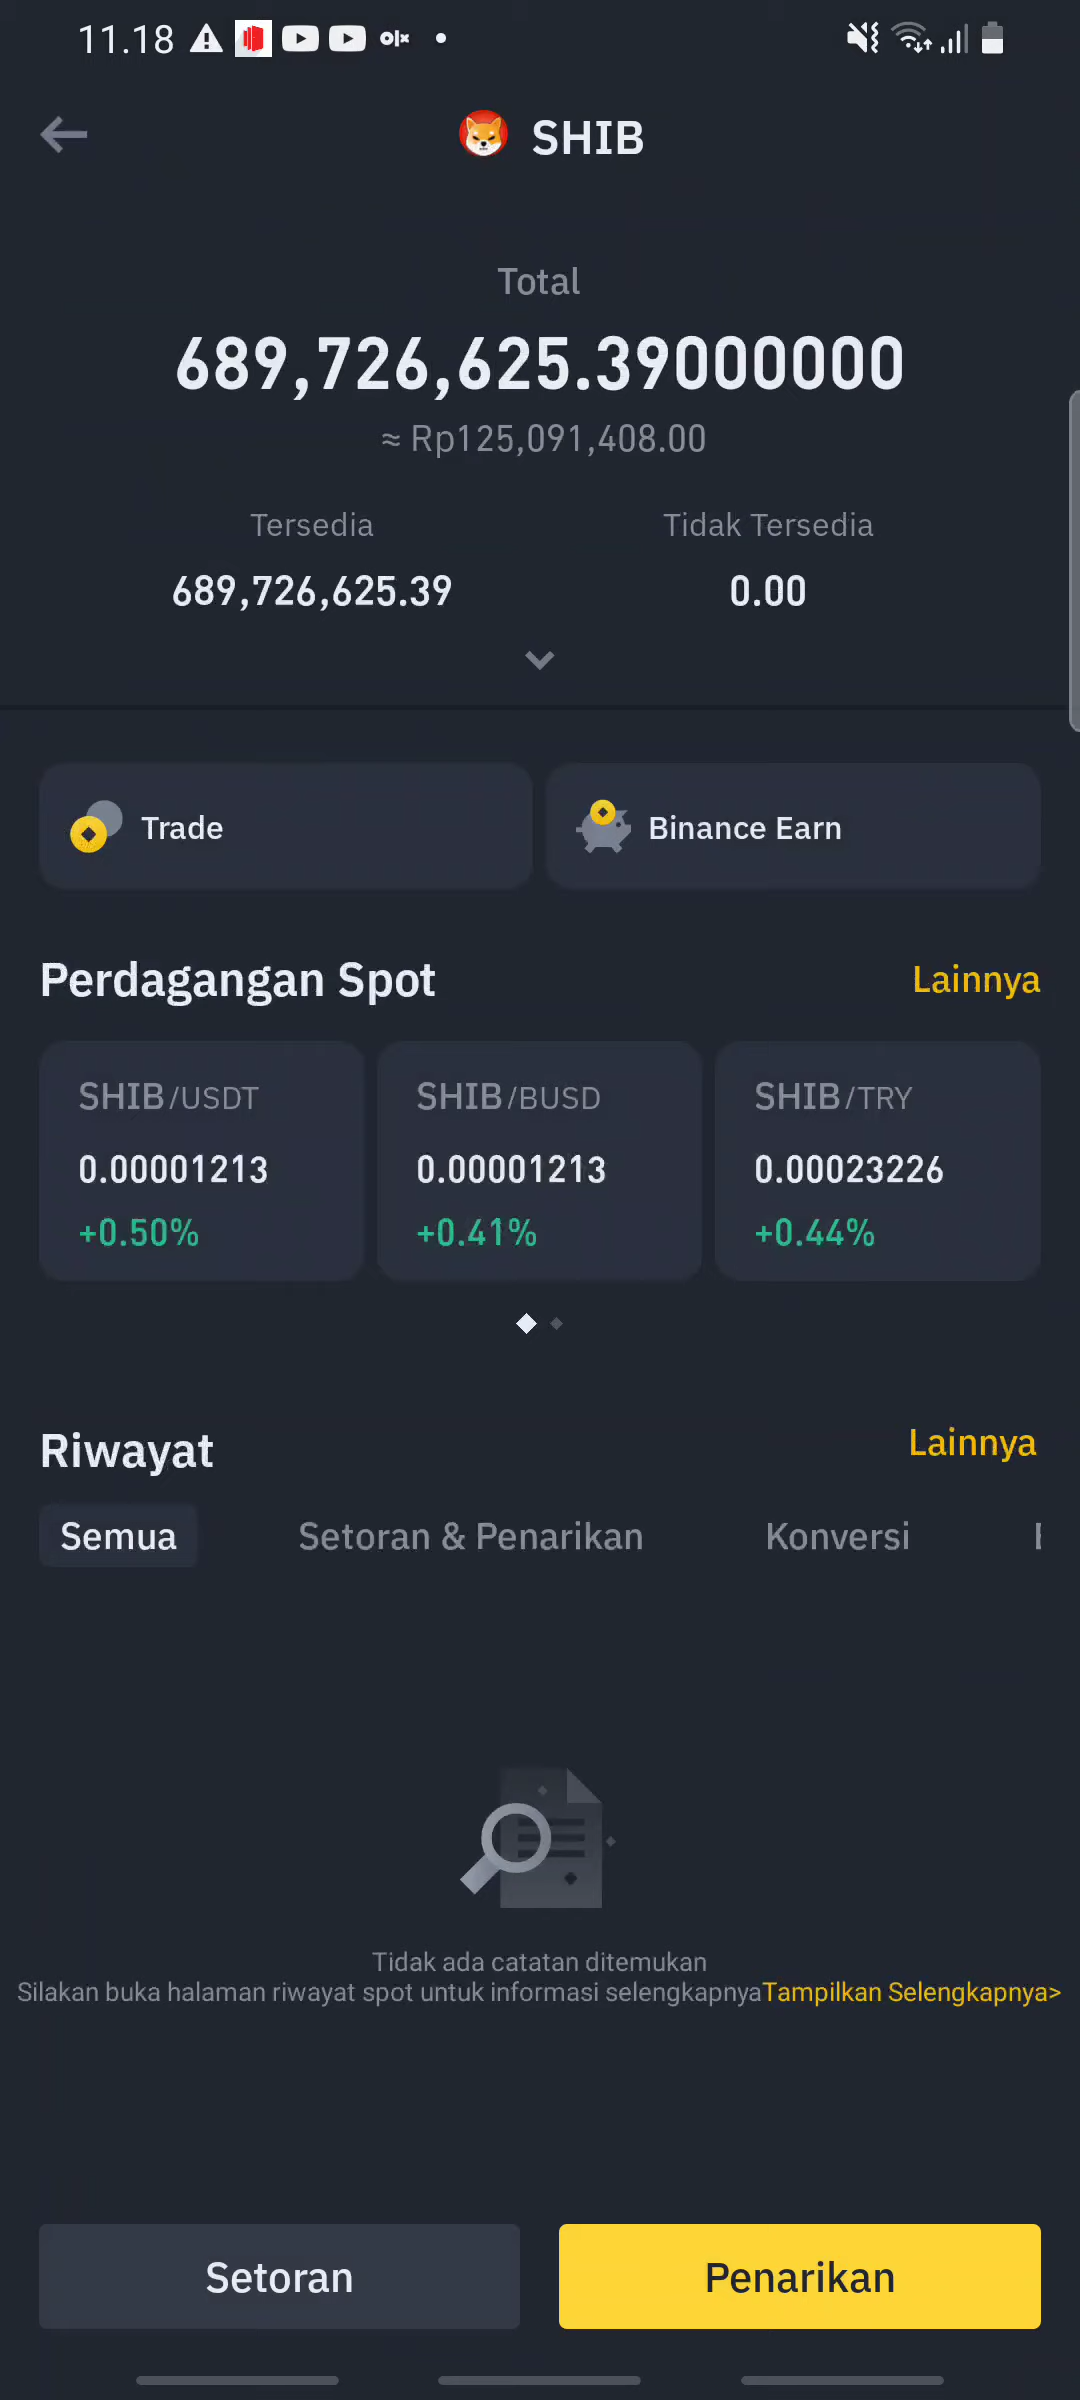 11.18
olx
SHIB
Total
689,726,625.39000000
≈ Rp125,091,408.00
Tersedia
Tidak Tersedia
689,726,625.39
0.00
Trade
Binance Earn
Perdagangan Spot
Lainnya
SHIB/USDT
SHIB/BUSD
SHIB/TRY
0.00001213
0.00001213
0.00023226
+0.50%
+0.41%
+0.44%
Riwayat
Lainnya
Semua
Setoran & Penarikan
Konversi
Tidak ada catatan ditemukan
Silakan buka halaman riwayat spot untuk informasi selengkapnyaTampilkan Selengkapnya>
Setoran
Penarikan